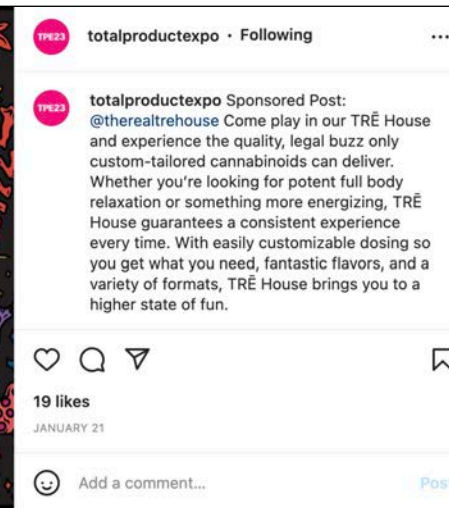 TPE23
totalproductexpo • Following
...
TPE23
totalproductexpo Sponsored Post:
@therealtrehouse Come play in our TRĒ House
and experience the quality, legal buzz only
custom-tailored cannabinoids can deliver.
Whether you're looking for potent full body
relaxation or something more energizing, TRĒ
House guarantees a consistent experience
every time. With easily customizable dosing so
you get what you need, fantastic flavors, and a
variety of formats, TRĒ House brings you to a
higher state of fun.
19 likes
JANUARY 21
Add a comment...
Pos